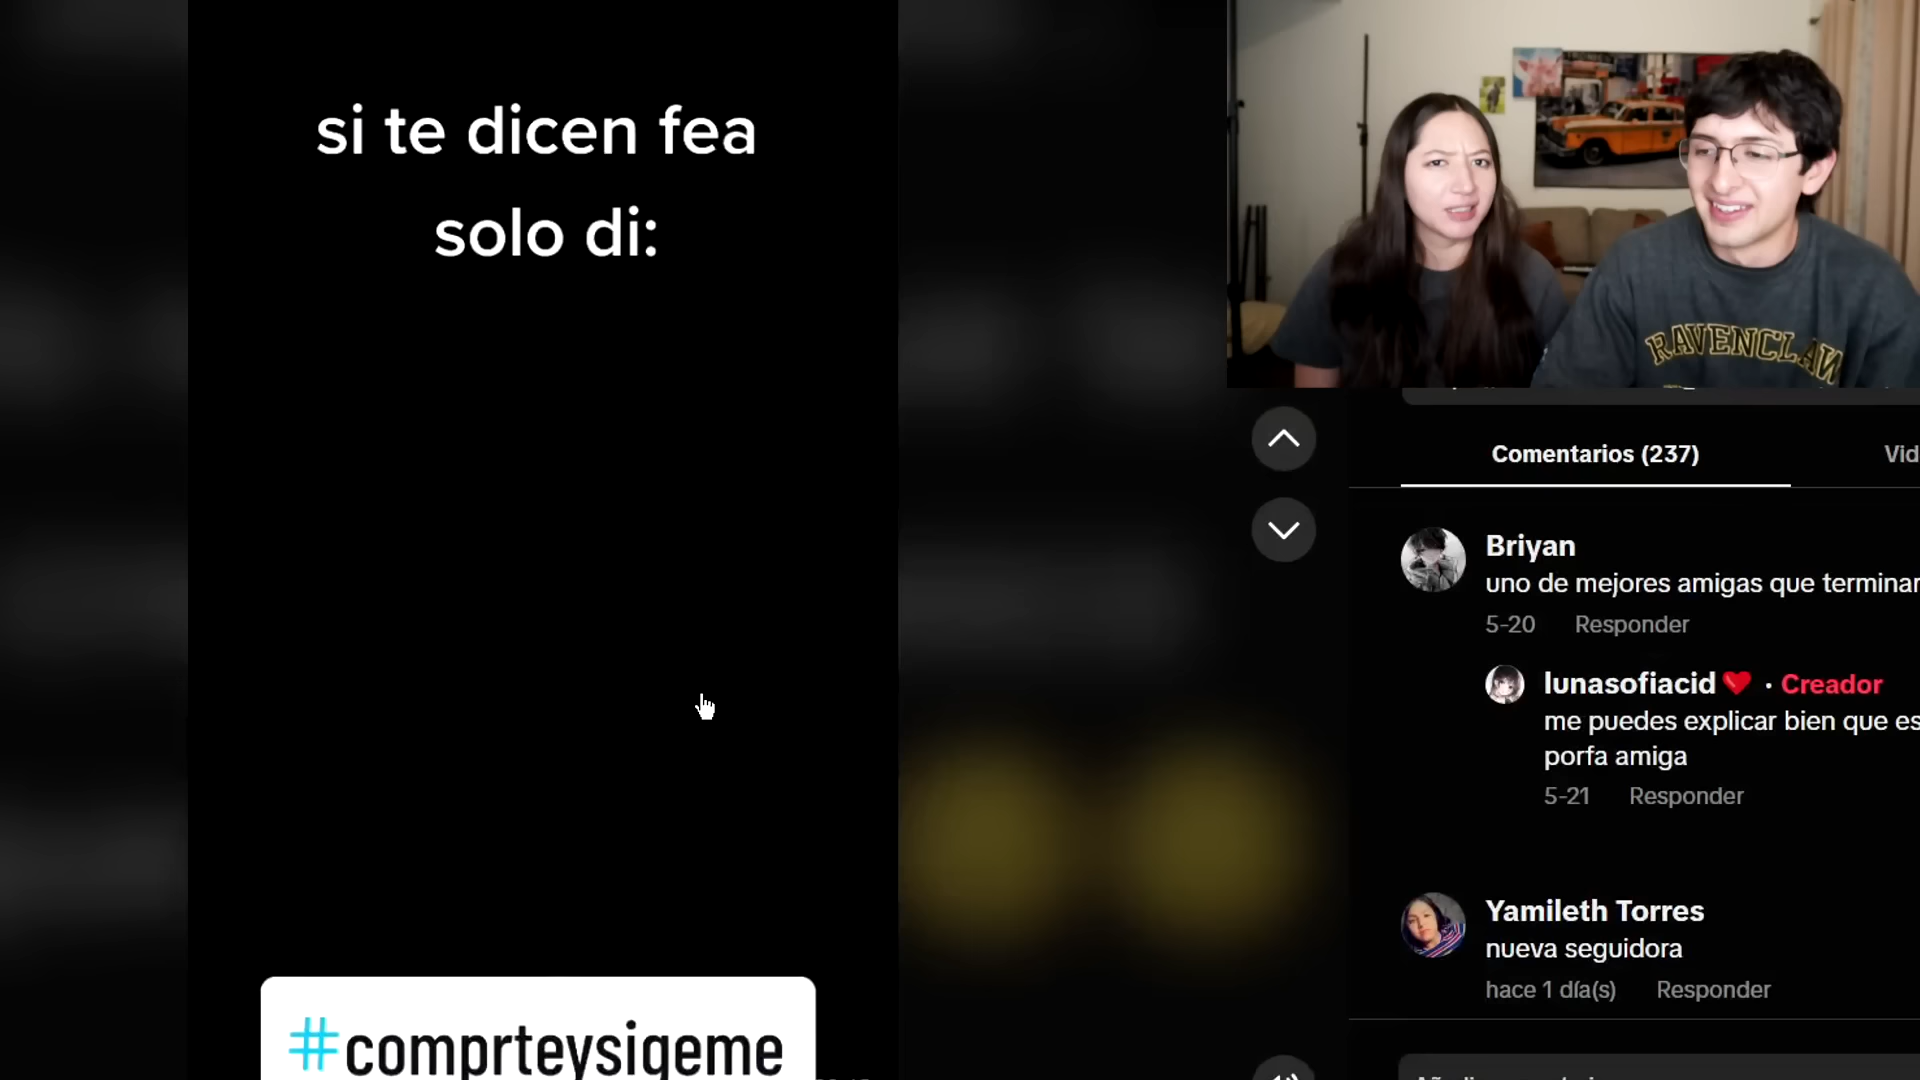 si te dicen fea
solo di:
#comprteysigeme
RAVENCLAW
Comentarios (237)
Vid
Briyan
uno de mejores amigas que terminar
5-20 Responder
lunasofiacid❤️ · Creador
me puedes explicar bien que es
porfa amiga
5-21 Responder
Yamileth Torres
nueva seguidora
hace 1 día(s) Responder